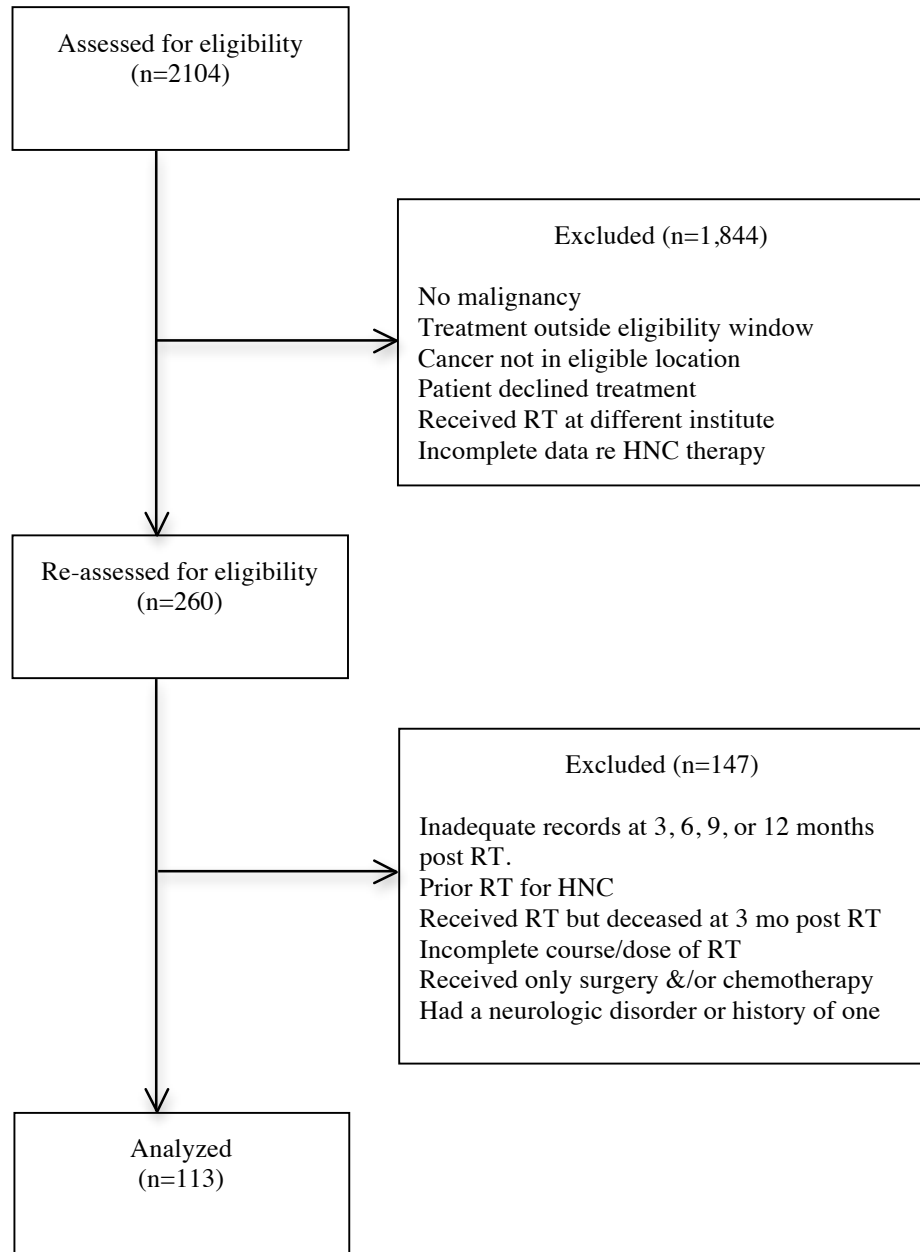 Assessed for eligibility
(n=2104)
Excluded (n=1,844)
No malignancy
Treatment outside eligibility window
Cancer not in eligible location
Patient declined treatment
Received RT at different institute
Incomplete data re HNC therapy
Re-assessed for eligibility
(n=260)
Excluded (n=147)
Inadequate records at 3, 6, 9, or 12 months
post RT.
Prior RT for HNC
Received RT but deceased at 3 mo post RT
Incomplete course/dose of RT
Received only surgery &/or chemotherapy
Had a neurologic disorder or history of one
Analyzed
(n=113)